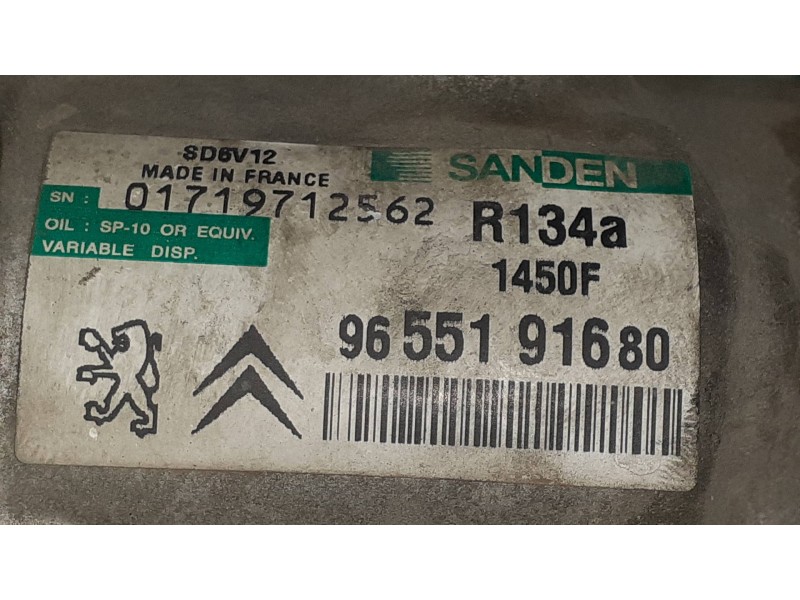 SD6V12
MADE IN FRANCE
SANDEN
SN : 01719712562
R134a
OIL : SP-10 OR EQUIV.
VARIABLE DISP.
1450F
96 551 916 80